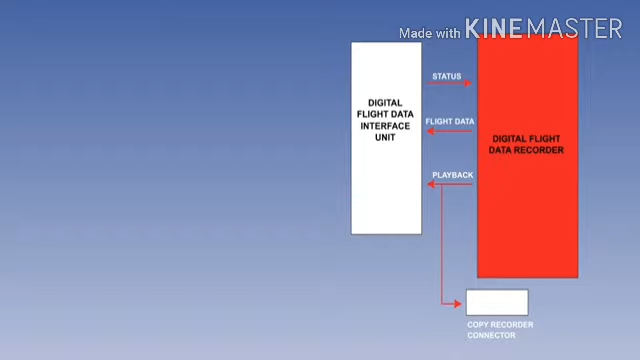 Made with KINEMASTER
STATUS
DIGITAL
FLIGHT DATA
INTERFACE
UNIT
FLIGHT DATA
DIGITAL FLIGHT
DATA RECORDER
PLAYBACK
COPY RECORDER
CONNECTOR